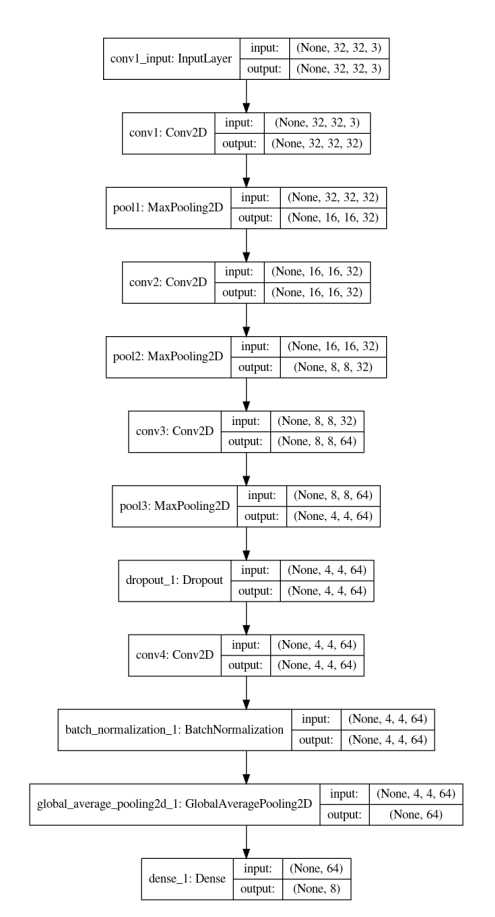 conv1_input: InputLayer
input: (None, 32, 32, 3)
output: (None, 32, 32, 3)
conv1: Conv2D
input: (None, 32, 32, 3)
output: (None, 32, 32, 32)
pool1: MaxPooling2D
input: (None, 32, 32, 32)
output: (None, 16, 16, 32)
conv2: Conv2D
input: (None, 16, 16, 32)
output: (None, 16, 16, 32)
pool2: MaxPooling2D
input: (None, 16, 16, 32)
output: (None, 8, 8, 32)
conv3: Conv2D
input: (None, 8, 8, 32)
output: (None, 8, 8, 64)
pool3: MaxPooling2D
input: (None, 8, 8, 64)
output: (None, 4, 4, 64)
dropout_1: Dropout
input: (None, 4, 4, 64)
output: (None, 4, 4, 64)
conv4: Conv2D
input: (None, 4, 4, 64)
output: (None, 4, 4, 64)
batch_normalization_1: BatchNormalization
input: (None, 4, 4, 64)
output: (None, 4, 4, 64)
global_average_pooling2d_1: GlobalAveragePooling2D
input: (None, 4, 4, 64)
output: (None, 64)
dense_1: Dense
input: (None, 64)
output: (None, 8)